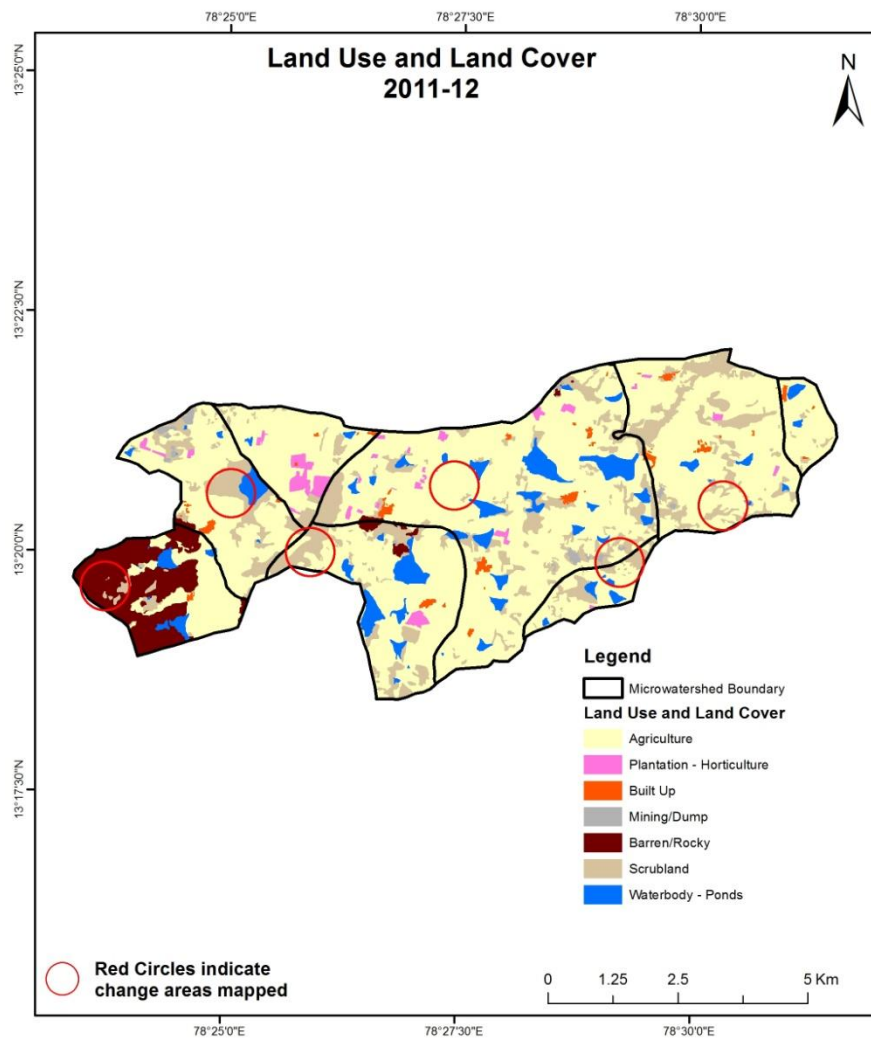 78°25'0"E
78°27'30"E
78°30'0"E
Land Use and Land Cover
2011-12
N
13°25'0"N
13°22'30"N
13°20'0"N
13°17'30"N
Legend
Microwatershed Boundary
Land Use and Land Cover
Agriculture
Plantation - Horticulture
Built Up
Mining/Dump
Barren/Rocky
Scrubland
Waterbody - Ponds
Red Circles indicate
change areas mapped
0 1.25 2.5 5 Km
78°25'0"E
78°27'30"E
78°30'0"E